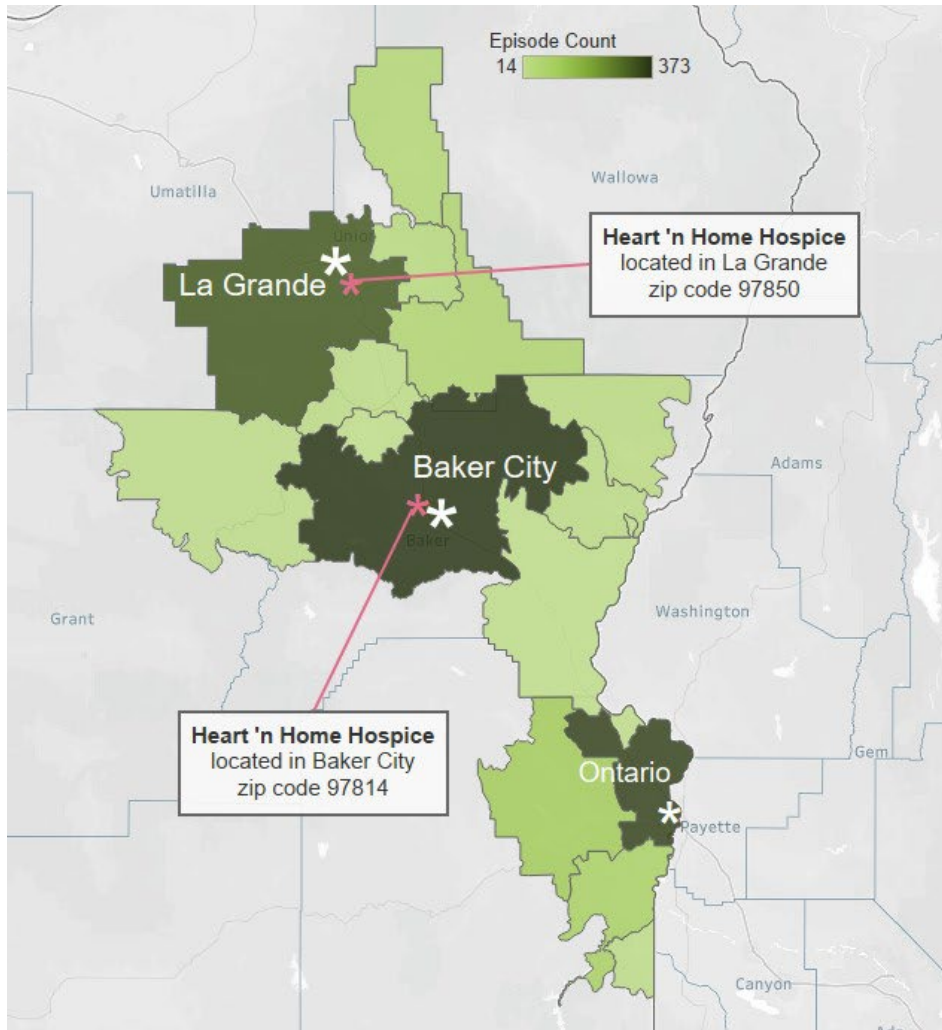 Episode Count
14
373
Umatilla
Wallowa
Union
Heart 'n Home Hospice
located in La Grande
zip code 97850
La Grande
Baker City
Adams
Baker
Grant
Washington
Heart 'n Home Hospice
located in Baker City
zip code 97814
Gem
Ontario
Payette
Canyon